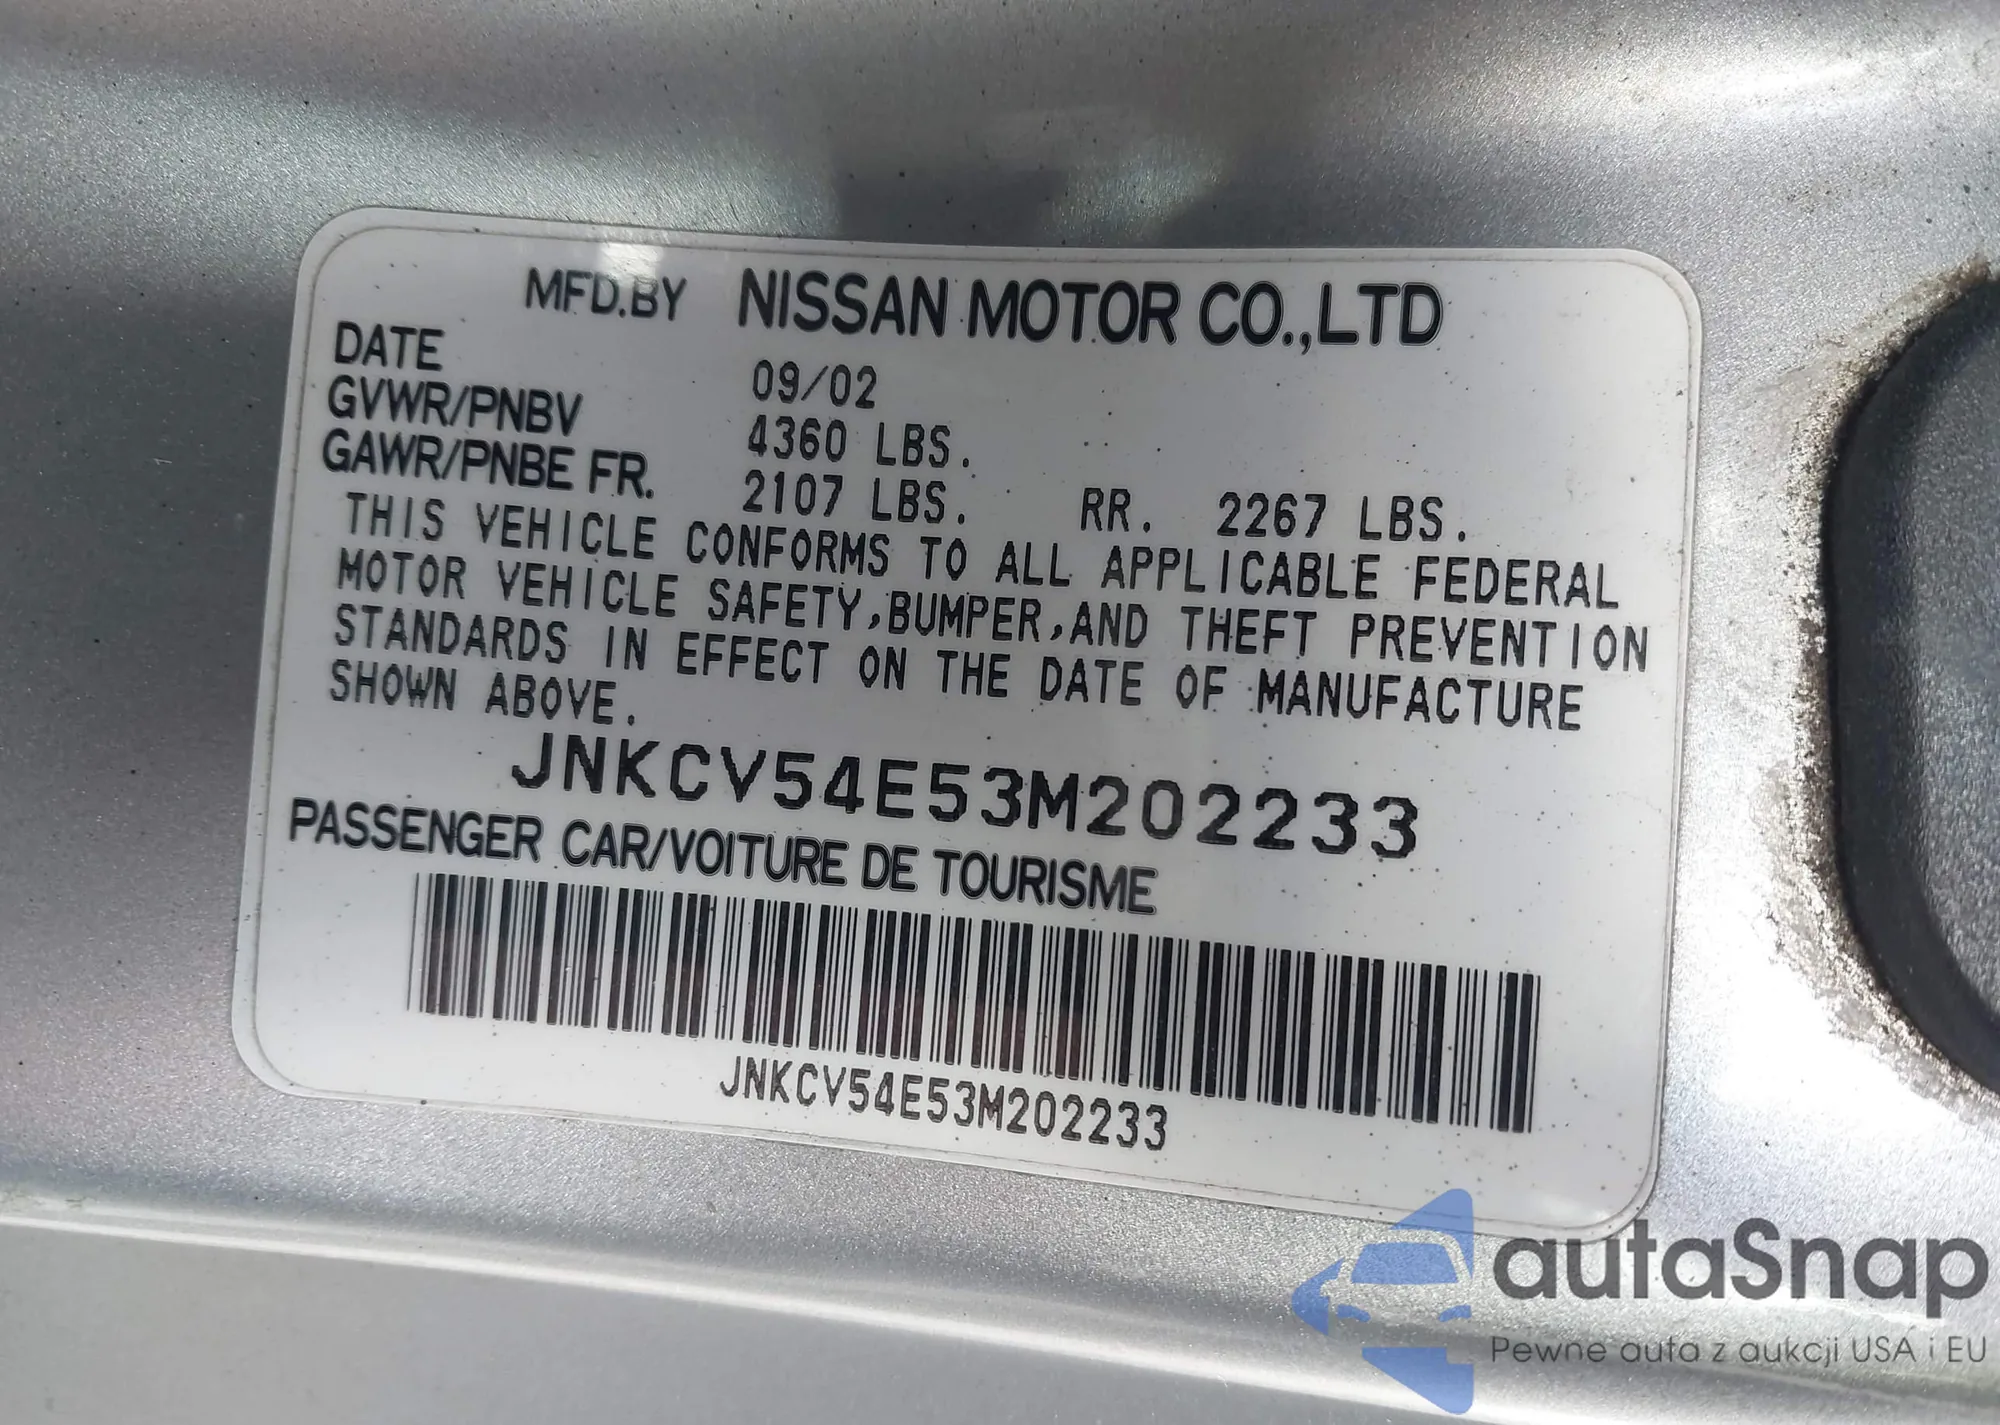 MFD.BY NISSAN MOTOR CO.,LTD
DATE 09/02
GVWR/PNBV 4360 LBS.
GAWR/PNBE FR. 2107 LBS. RR. 2267 LBS.
THIS VEHICLE CONFORMS TO ALL APPLICABLE FEDERAL
MOTOR VEHICLE SAFETY,BUMPER,AND THEFT PREVENTION
STANDARDS IN EFFECT ON THE DATE OF MANUFACTURE
SHOWN ABOVE.
JNKCV54E53M202233
PASSENGER CAR/VOITURE DE TOURISME
JNKCV54E53M202233
autaSnap
Pewne auta z aukcji USA i EU